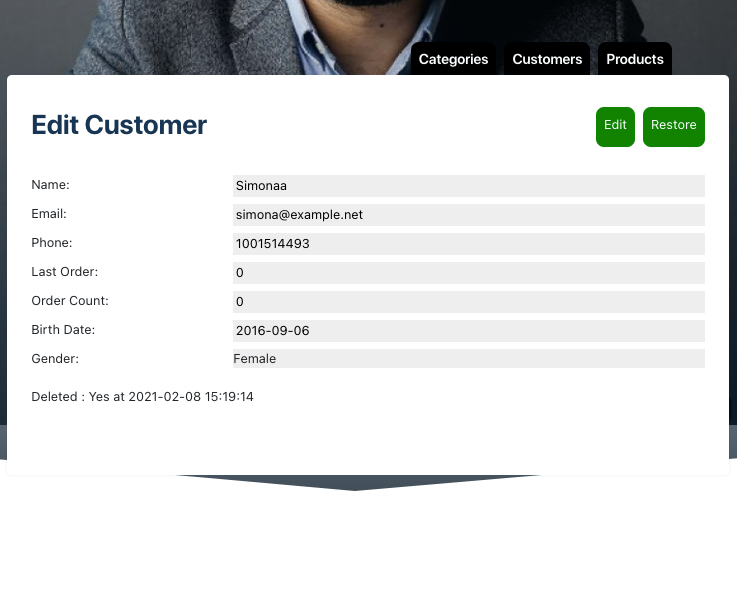 Categories Customers Products
Edit Customer
Edit Restore
Name: Simonaa
Email: simona@example.net
Phone: 1001514493
Last Order: 0
Order Count: 0
Birth Date: 2016-09-06
Gender: Female
Deleted : Yes at 2021-02-08 15:19:14